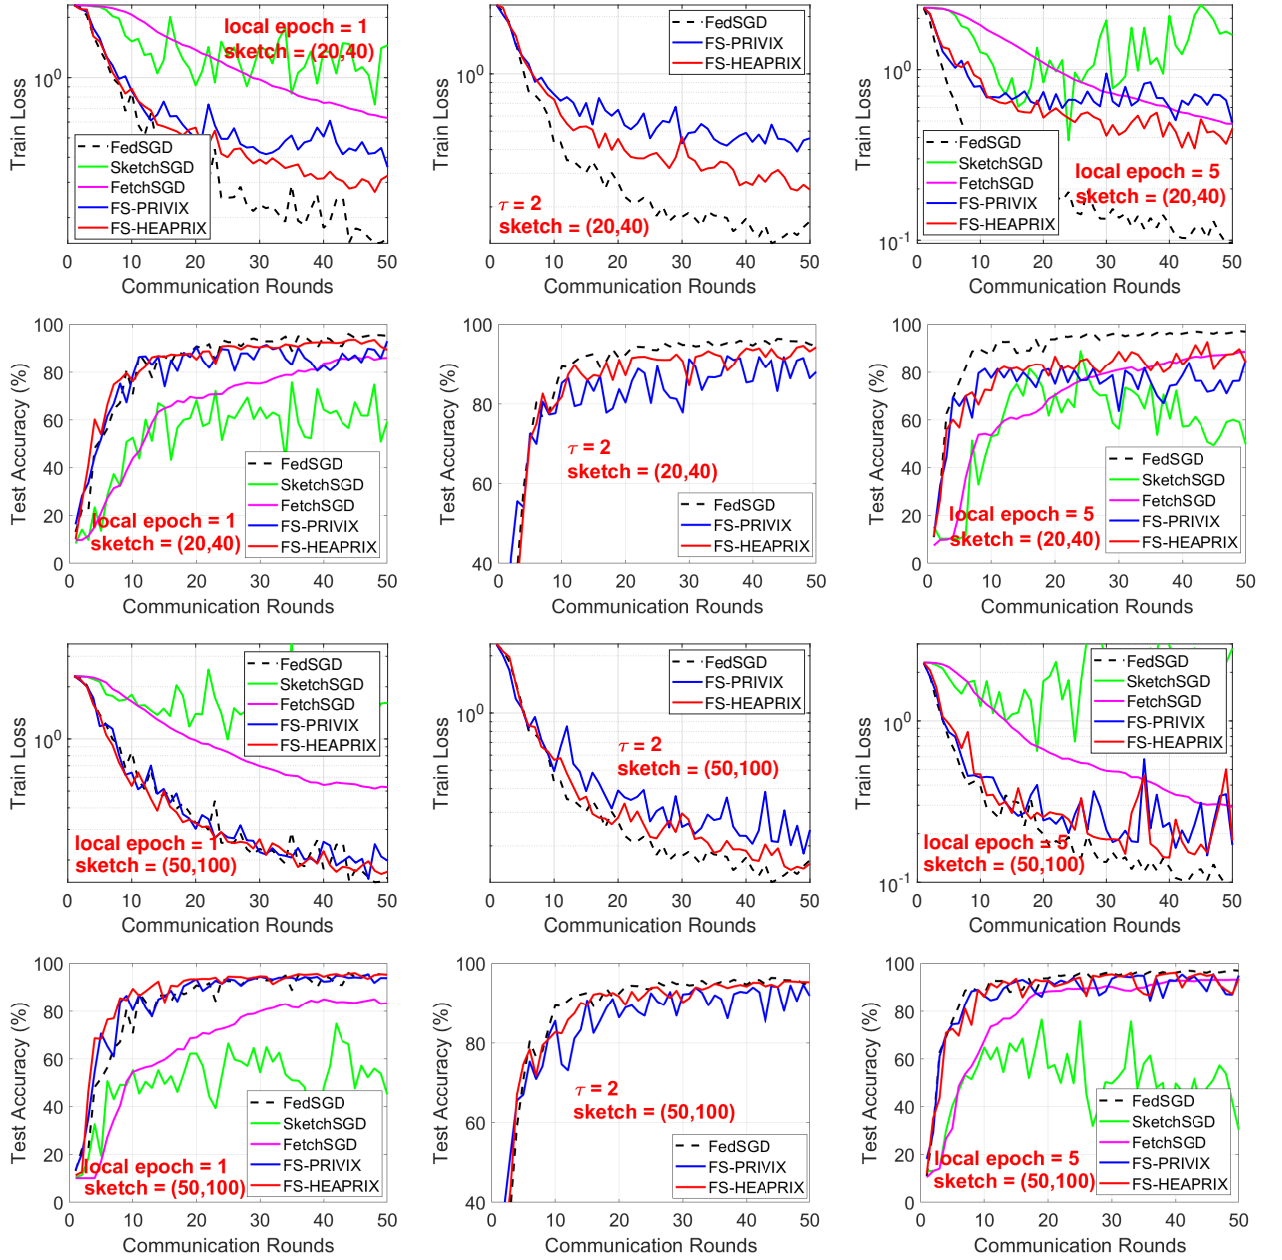 local epoch = 1
sketch = (20,40)
10^0
Train Loss
FedSGD
SketchSGD
FetchSGD
FS-PRIVIX
FS-HEAPRIX
0 10 20 30 40 50
Communication Rounds
FedSGD
FS-PRIVIX
FS-HEAPRIX
10^0
Train Loss
τ = 2
sketch = (20,40)
0 10 20 30 40 50
Communication Rounds
10^0
Train Loss
FedSGD
SketchSGD
FetchSGD
FS-PRIVIX
FS-HEAPRIX
local epoch = 5
sketch = (20,40)
10^-1
0 10 20 30 40 50
Communication Rounds
100
80
60
40
20
0
Test Accuracy (%)
FedSGD
SketchSGD
FetchSGD
FS-PRIVIX
FS-HEAPRIX
local epoch = 1
sketch = (20,40)
0 10 20 30 40 50
Communication Rounds
100
80
60
40
Test Accuracy (%)
τ = 2
sketch = (20,40)
FedSGD
FS-PRIVIX
FS-HEAPRIX
0 10 20 30 40 50
Communication Rounds
100
80
60
40
20
0
Test Accuracy (%)
FedSGD
SketchSGD
FetchSGD
FS-PRIVIX
FS-HEAPRIX
local epoch = 5
sketch = (20,40)
0 10 20 30 40 50
Communication Rounds
FedSGD
SketchSGD
FetchSGD
FS-PRIVIX
FS-HEAPRIX
10^0
Train Loss
local epoch = 1
sketch = (50,100)
0 10 20 30 40 50
Communication Rounds
FedSGD
FS-PRIVIX
FS-HEAPRIX
10^0
Train Loss
τ = 2
sketch = (50,100)
0 10 20 30 40 50
Communication Rounds
FedSGD
SketchSGD
FetchSGD
FS-PRIVIX
FS-HEAPRIX
10^0
Train Loss
local epoch = 5
sketch = (50,100)
10^-1
0 10 20 30 40 50
Communication Rounds
100
80
60
40
20
0
Test Accuracy (%)
FedSGD
SketchSGD
FetchSGD
FS-PRIVIX
FS-HEAPRIX
local epoch = 1
sketch = (50,100)
0 10 20 30 40 50
Communication Rounds
100
80
60
40
Test Accuracy (%)
τ = 2
sketch = (50,100)
FedSGD
FS-PRIVIX
FS-HEAPRIX
0 10 20 30 40 50
Communication Rounds
100
80
60
40
20
0
Test Accuracy (%)
FedSGD
SketchSGD
FetchSGD
FS-PRIVIX
FS-HEAPRIX
local epoch = 5
sketch = (50,100)
0 10 20 30 40 50
Communication Rounds